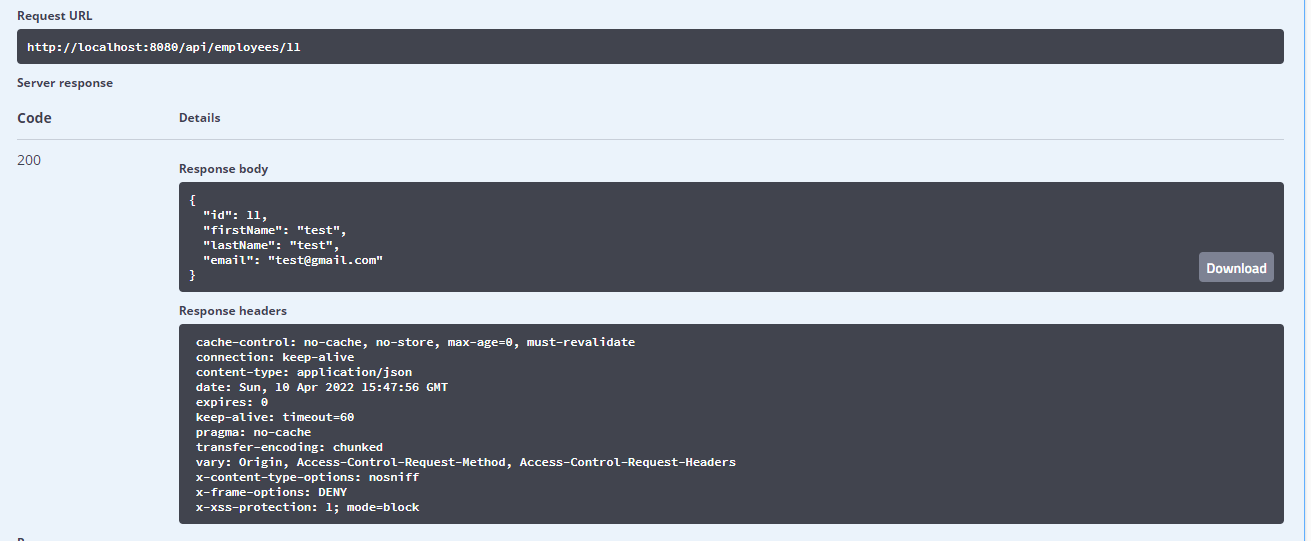 Request URL
http://localhost:8080/api/employees/11
Server response
Code Details
200
Response body
{
"id": 11,
"firstName": "test",
"lastName": "test",
"email": "test@gmail.com"
}
Download
Response headers
cache-control: no-cache, no-store, max-age=0, must-revalidate
connection: keep-alive
content-type: application/json
date: Sun, 10 Apr 2022 15:47:56 GMT
expires: 0
keep-alive: timeout=60
pragma: no-cache
transfer-encoding: chunked
vary: Origin, Access-Control-Request-Method, Access-Control-Request-Headers
x-content-type-options: nosniff
x-frame-options: DENY
x-xss-protection: 1; mode=block